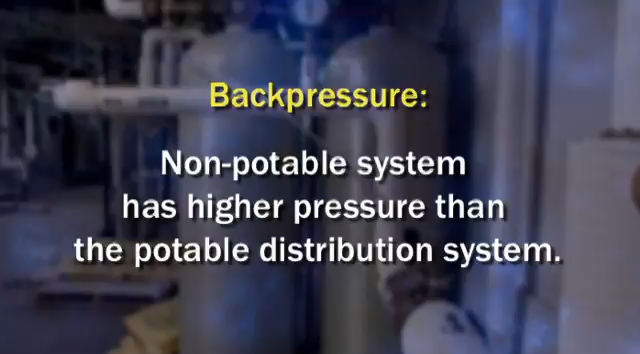 Backpressure:
Non-potable system
has higher pressure than
the potable distribution system.